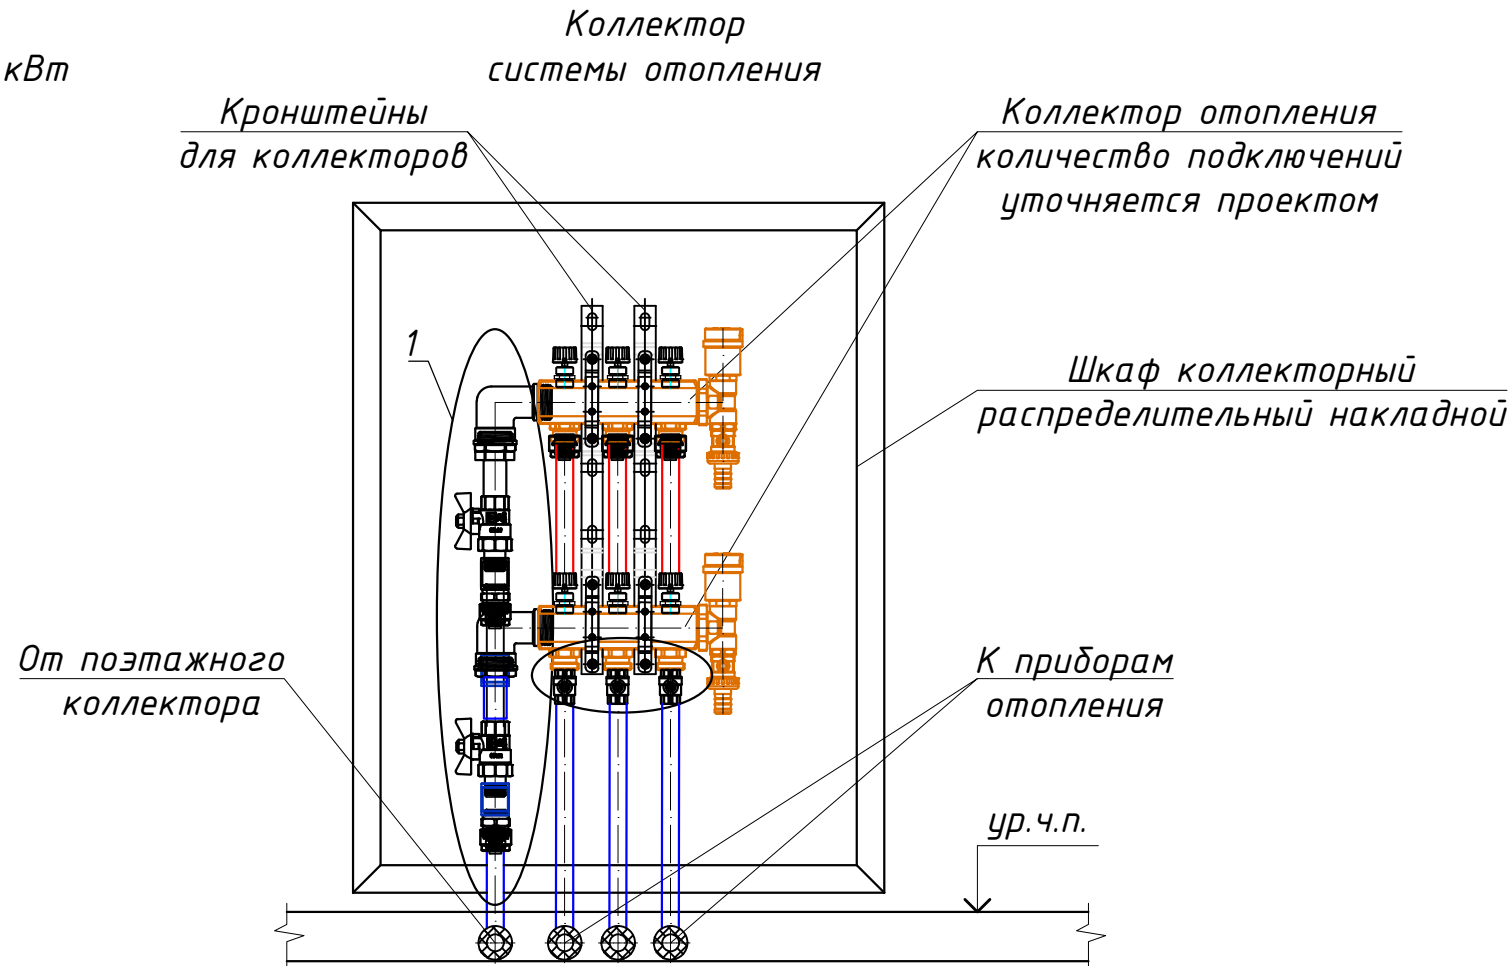 Коллектор
системы отопления
кВт
Кронштейны
для коллекторов
Коллектор отопления
количество подключений
уточняется проектом
1
Шкаф коллекторный
распределительный накладной
От поэтажного
коллектора
К приборам
отопления
ур.ч.п.